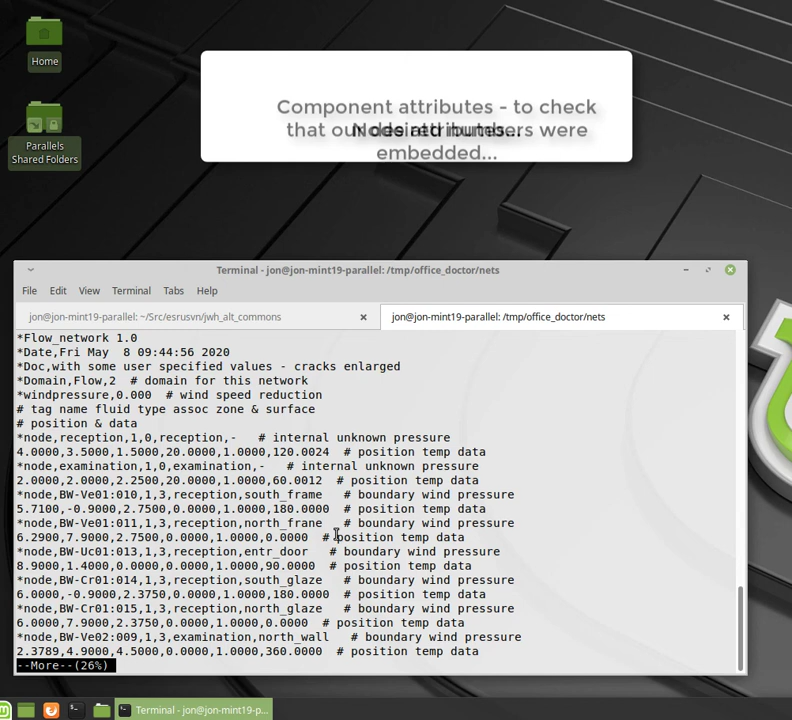 Home
Parallels
Shared Folders
Component attributes - to check
that our desired numbers were
embedded...
Terminal - jon@jon-mint19-parallel: /tmp/office_doctor/nets
File Edit View Terminal Tabs Help
jon@jon-mint19-parallel: ~/Src/esrusvn/jwh_alt_commons
jon@jon-mint19-parallel: /tmp/office_doctor/nets
*Flow_network 1.0
*Date,Fri May  8 09:44:56 2020
*Doc,with some user specified values - cracks enlarged
*Domain,Flow,2  # domain for this network
*windpressure,0.000  # wind speed reduction
# tag name fluid type assoc zone & surface
# position & data
*node,reception,1,0,reception,-   # internal unknown pressure
4.0000,3.5000,1.5000,20.0000,1.0000,120.0024  # position temp data
*node,examination,1,0,examination,-   # internal unknown pressure
2.0000,2.0000,2.2500,20.0000,1.0000,60.0012  # position temp data
*node,BW-Ve01:010,1,3,reception,south_frame   # boundary wind pressure
5.7100,-0.9000,2.7500,0.0000,1.0000,180.0000  # position temp data
*node,BW-Ve01:011,1,3,reception,north_frane   # boundary wind pressure
6.2900,7.9000,2.7500,0.0000,1.0000,0.0000  # position temp data
*node,BW-Uc01:013,1,3,reception,entr_door   # boundary wind pressure
8.9000,1.4000,0.0000,0.0000,1.0000,90.0000  # position temp data
*node,BW-Cr01:014,1,3,reception,south_glaze   # boundary wind pressure
6.0000,-0.9000,2.3750,0.0000,1.0000,180.0000  # position temp data
*node,BW-Cr01:015,1,3,reception,north_glaze   # boundary wind pressure
6.0000,7.9000,2.3750,0.0000,1.0000,0.0000  # position temp data
*node,BW-Ve02:009,1,3,examination,north_wall   # boundary wind pressure
2.3789,4.9000,4.5000,0.0000,1.0000,360.0000  # position temp data
--More--(26%)
Terminal - jon@jon-mint19-p...